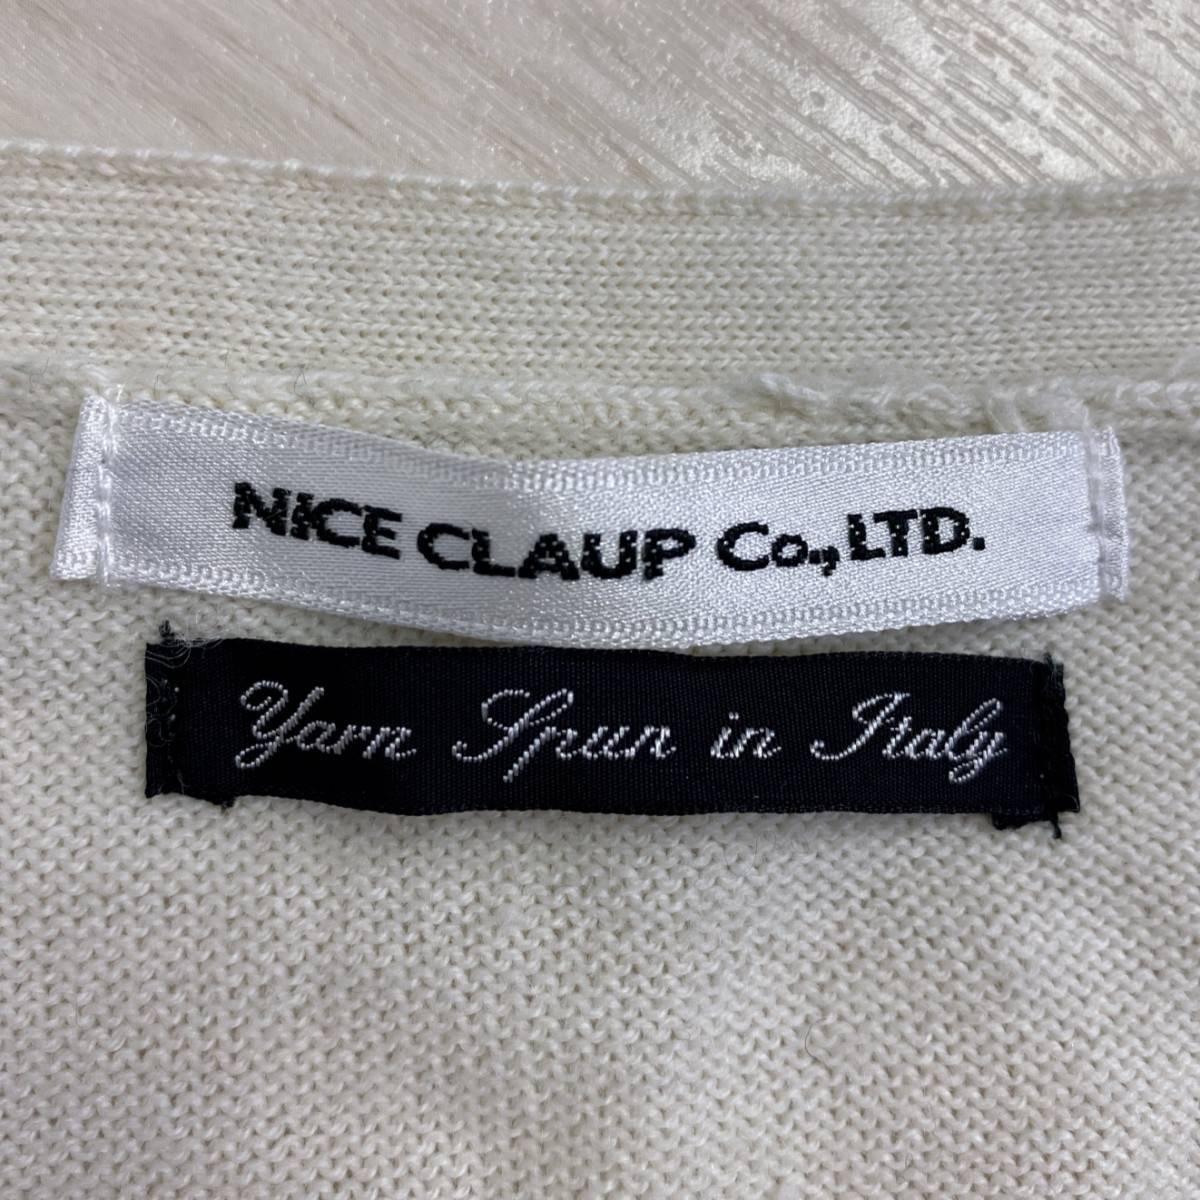 NICE CLAUP Co., LTD.
Yarn Spun in Italy